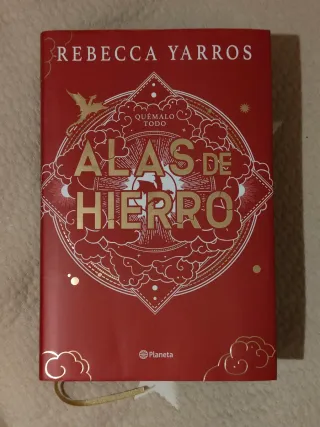 REBECCA YARROS
QUÉMALO
TODO
ALAS DE
HIERRO
Planeta